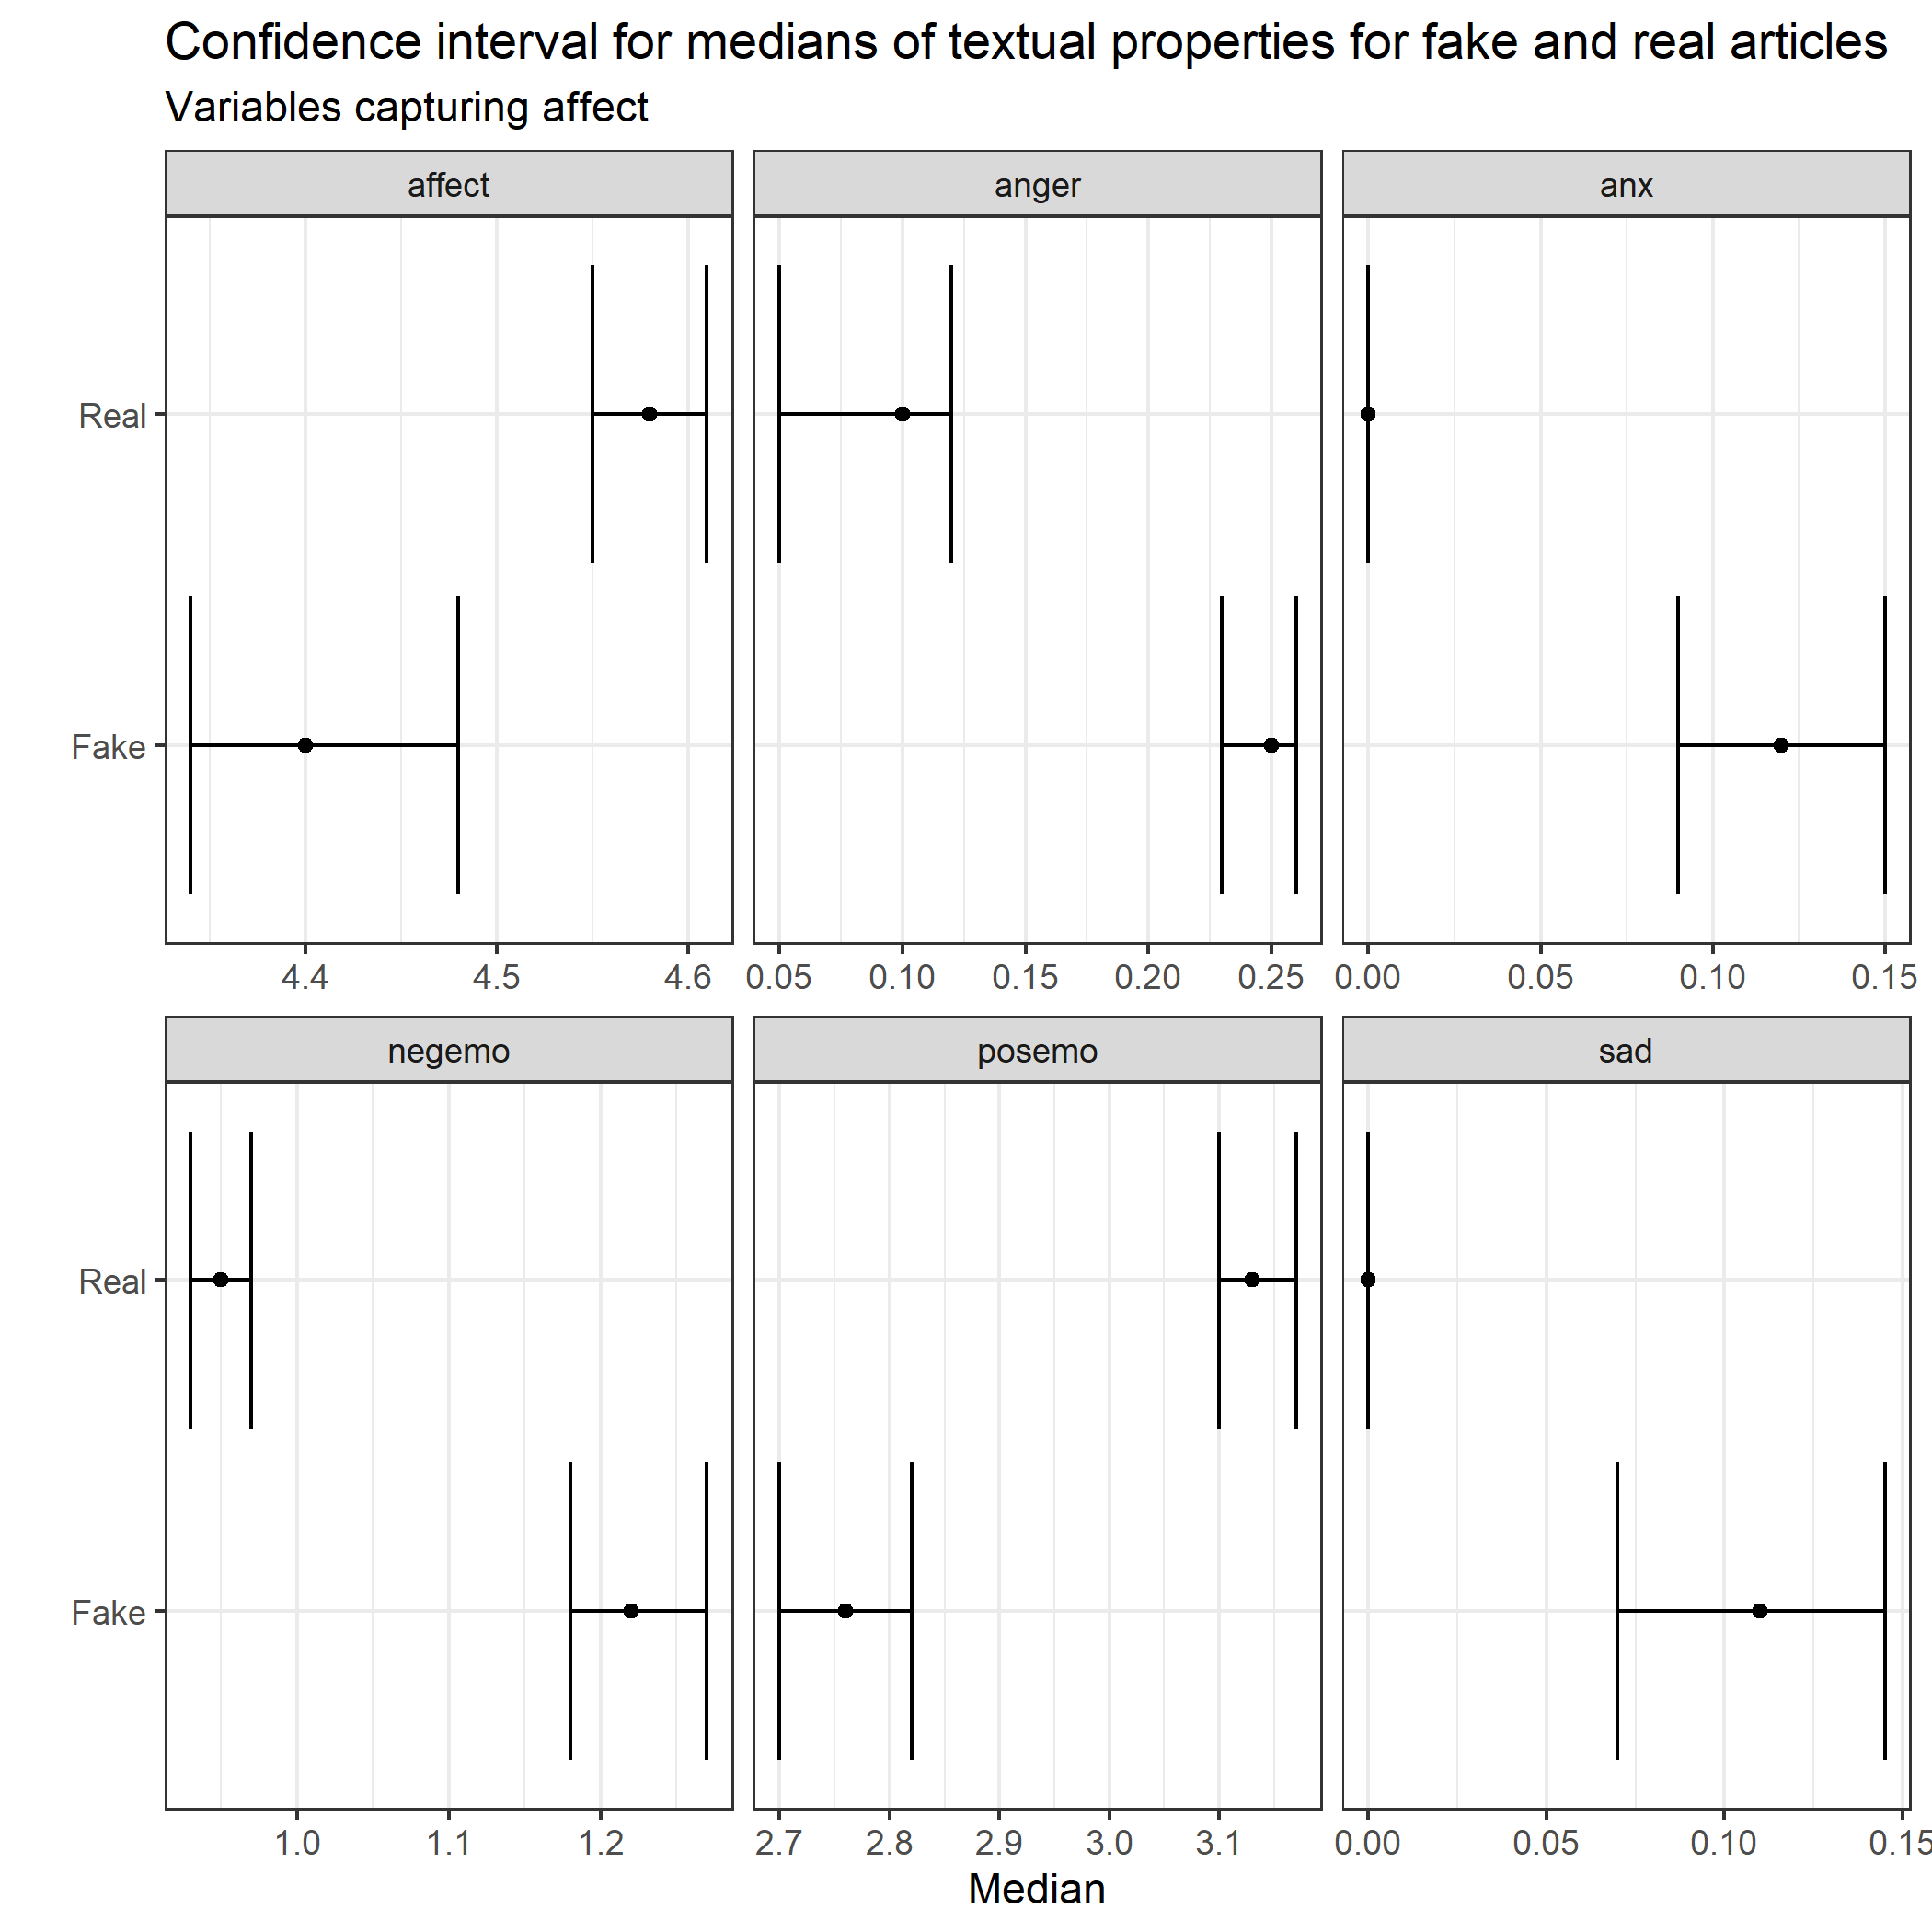 Confidence interval for medians of textual properties for fake and real articles
Variables capturing affect
affect anger anx
Real
Fake
4.4 4.5 4.6 0.05 0.10 0.15 0.20 0.25 0.00 0.05 0.10 0.15
negemo posemo sad
Real
Fake
1.0 1.1 1.2 2.7 2.8 2.9 3.0 3.1 0.00 0.05 0.10 0.15
Median